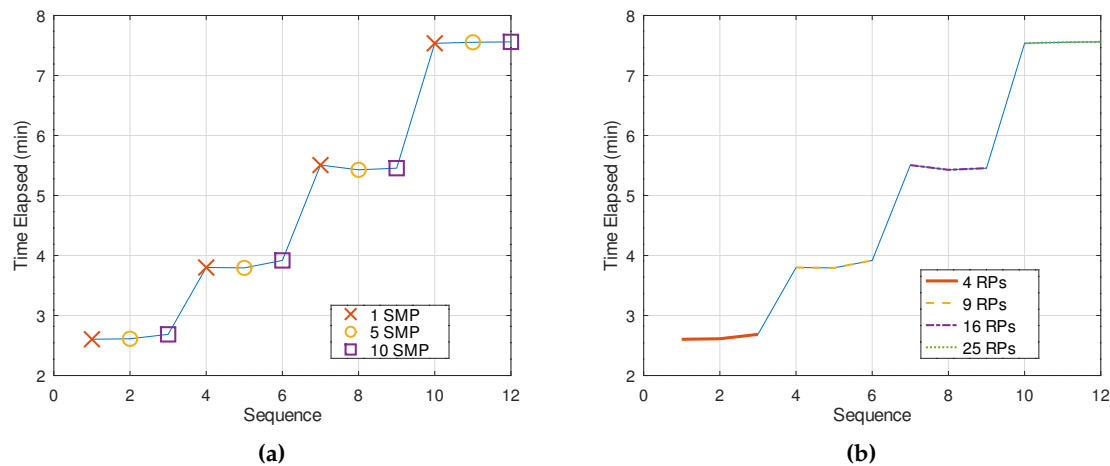 8
7
6
5
4
3
2
0 2 4 6 8 10 12
Time Elapsed (min)
Sequence
1 SMP
5 SMP
10 SMP
(a)
8
7
6
5
4
3
2
0 2 4 6 8 10 12
Time Elapsed (min)
Sequence
4 RPs
9 RPs
16 RPs
25 RPs
(b)